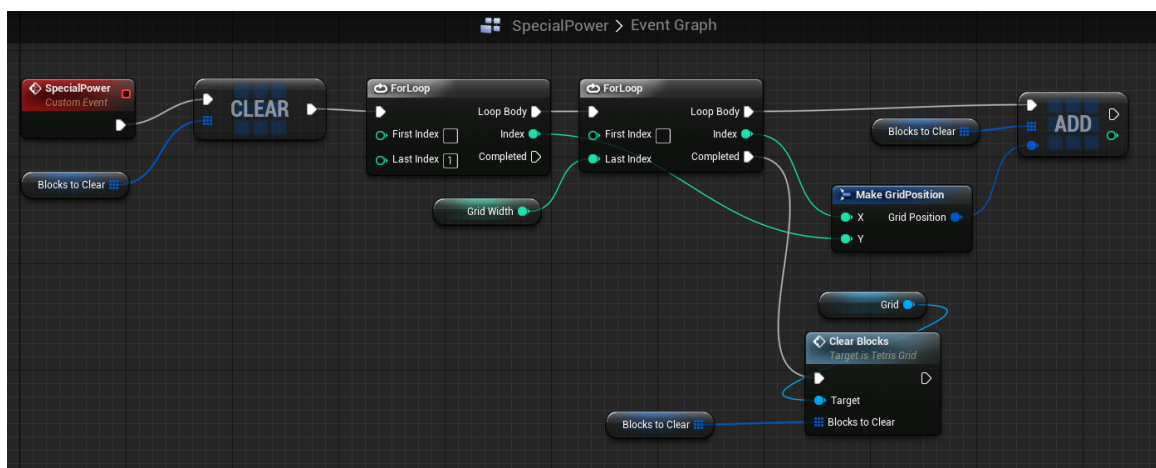 SpecialPower > Event Graph
SpecialPower
Custom Event
Blocks to Clear
CLEAR
ForLoop
Loop Body
First Index
Index
Last Index 1
Completed
Grid Width
ForLoop
Loop Body
First Index
Index
Last Index
Completed
Blocks to Clear
ADD
Make GridPosition
X Grid Position
Y
Grid
Clear Blocks
Target is Tetris Grid
Target
Blocks to Clear
Blocks to Clear